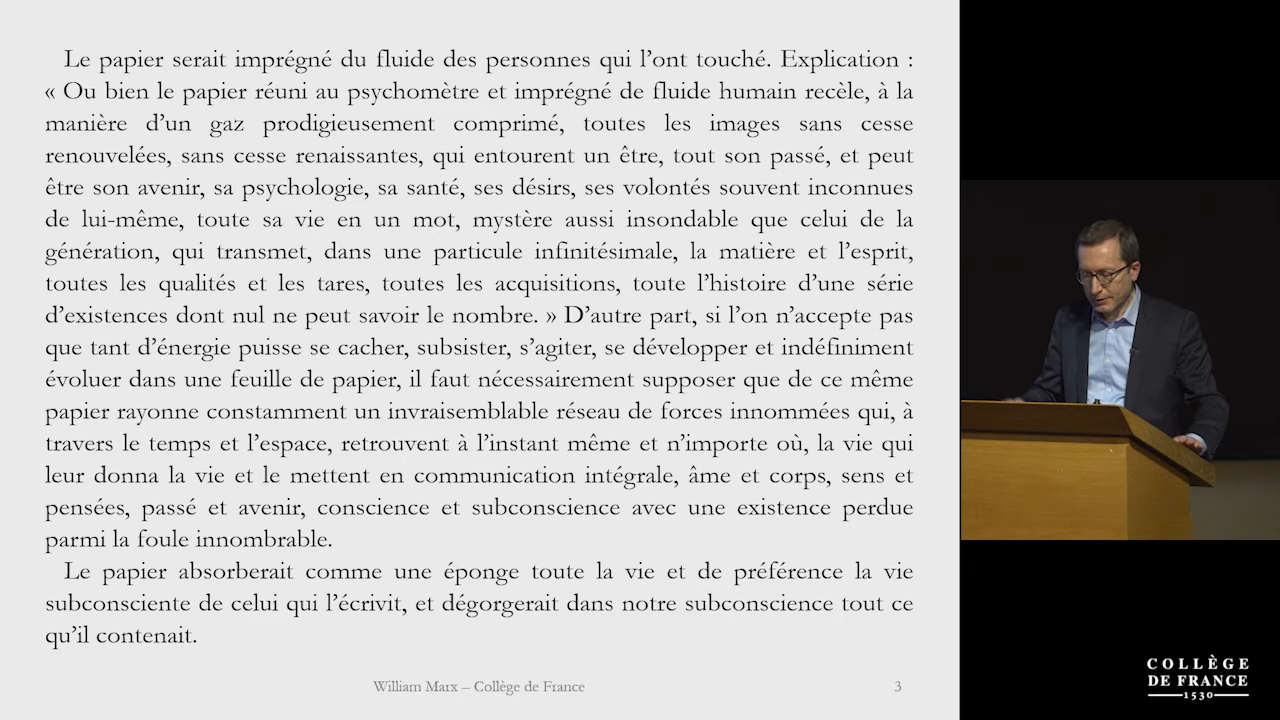 Le papier serait imprégné du fluide des personnes qui l’ont touché. Explication :
« Ou bien le papier réuni au psychomètre et imprégné de fluide humain recèle, à la
manière d’un gaz prodigieusement comprimé, toutes les images sans cesse
renouvelées, sans cesse renaissantes, qui entourent un être, tout son passé, et peut
être son avenir, sa psychologie, sa santé, ses désirs, ses volontés souvent inconnues
de lui-même, toute sa vie en un mot, mystère aussi insondable que celui de la
génération, qui transmet, dans une particule infinitésimale, la matière et l’esprit,
toutes les qualités et les tares, toutes les acquisitions, toute l’histoire d’une série
d’existences dont nul ne peut savoir le nombre. » D’autre part, si l’on n’accepte pas
que tant d’énergie puisse se cacher, subsister, s’agiter, se développer et indéfiniment
évoluer dans une feuille de papier, il faut nécessairement supposer que de ce même
papier rayonne constamment un invraisemblable réseau de forces innommées qui, à
travers le temps et l’espace, retrouvent à l’instant même et n’importe où, la vie qui
leur donna la vie et le mettent en communication intégrale, âme et corps, sens et
pensées, passé et avenir, conscience et subconscience avec une existence perdue
parmi la foule innombrable.
Le papier absorberait comme une éponge toute la vie et de préférence la vie
subconsciente de celui qui l’écrivit, et dégorgerait dans notre subconscience tout ce
qu’il contenait.
William Marx – Collège de France
3
COLLÈGE
DE FRANCE
1530